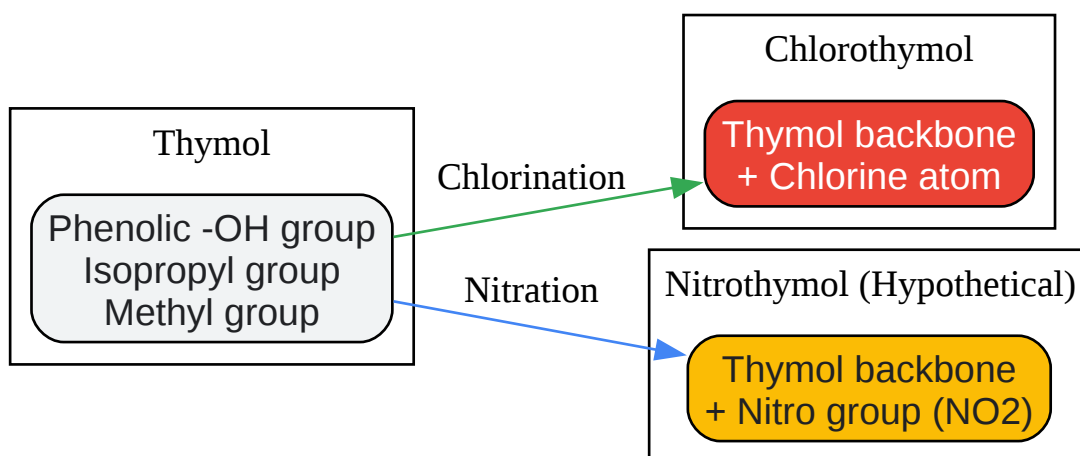 Thymol
Phenolic -OH group
Isopropyl group
Methyl group
Chlorination
Nitration
Chlorothymol
Thymol backbone
+ Chlorine atom
Nitrothymol (Hypothetical)
Thymol backbone
+ Nitro group (NO2)